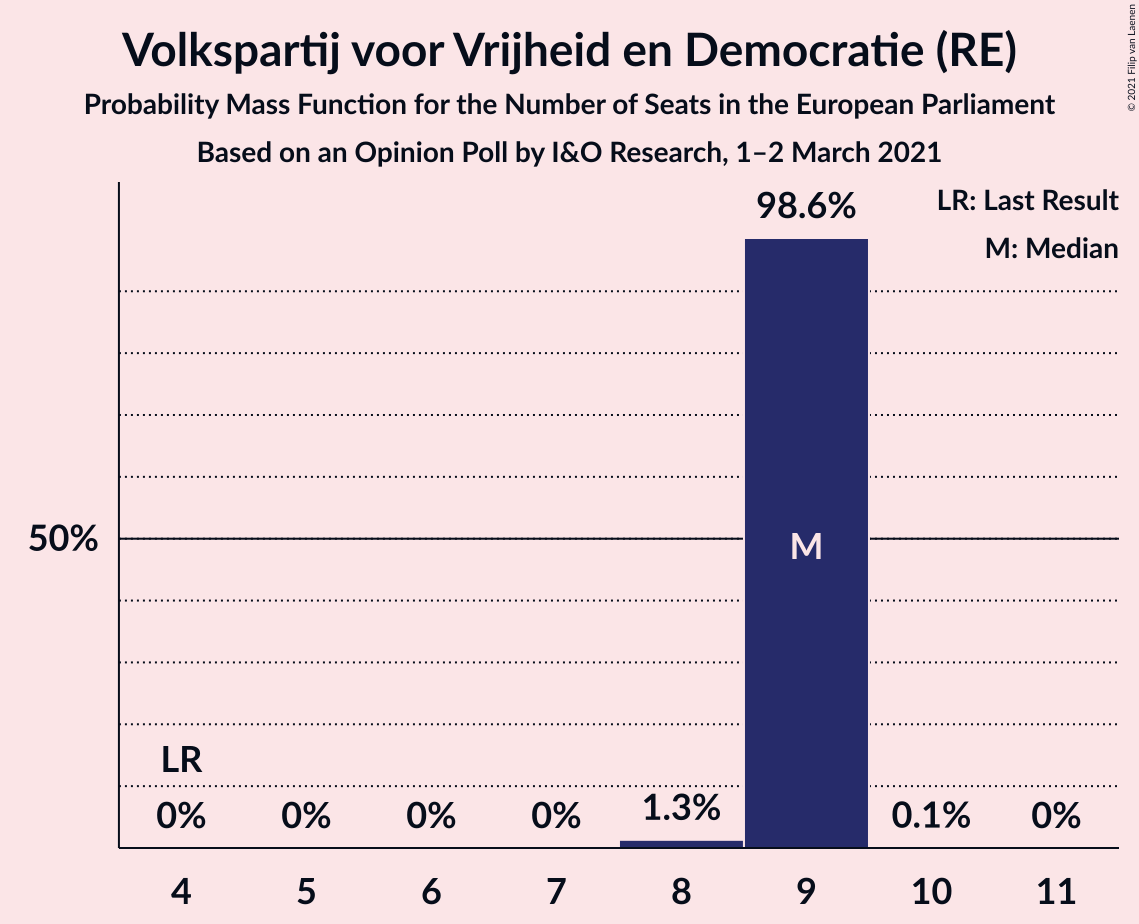 Volkspartij voor Vrijheid en Democratie (RE)
Probability Mass Function for the Number of Seats in the European Parliament
Based on an Opinion Poll by I&O Research, 1–2 March 2021
© 2021 Filip van Laenen
98.6%
LR: Last Result
M: Median
50%
M
LR
0%
0%
0%
0%
1.3%
0.1%
0%
4
5
6
7
8
9
10
11